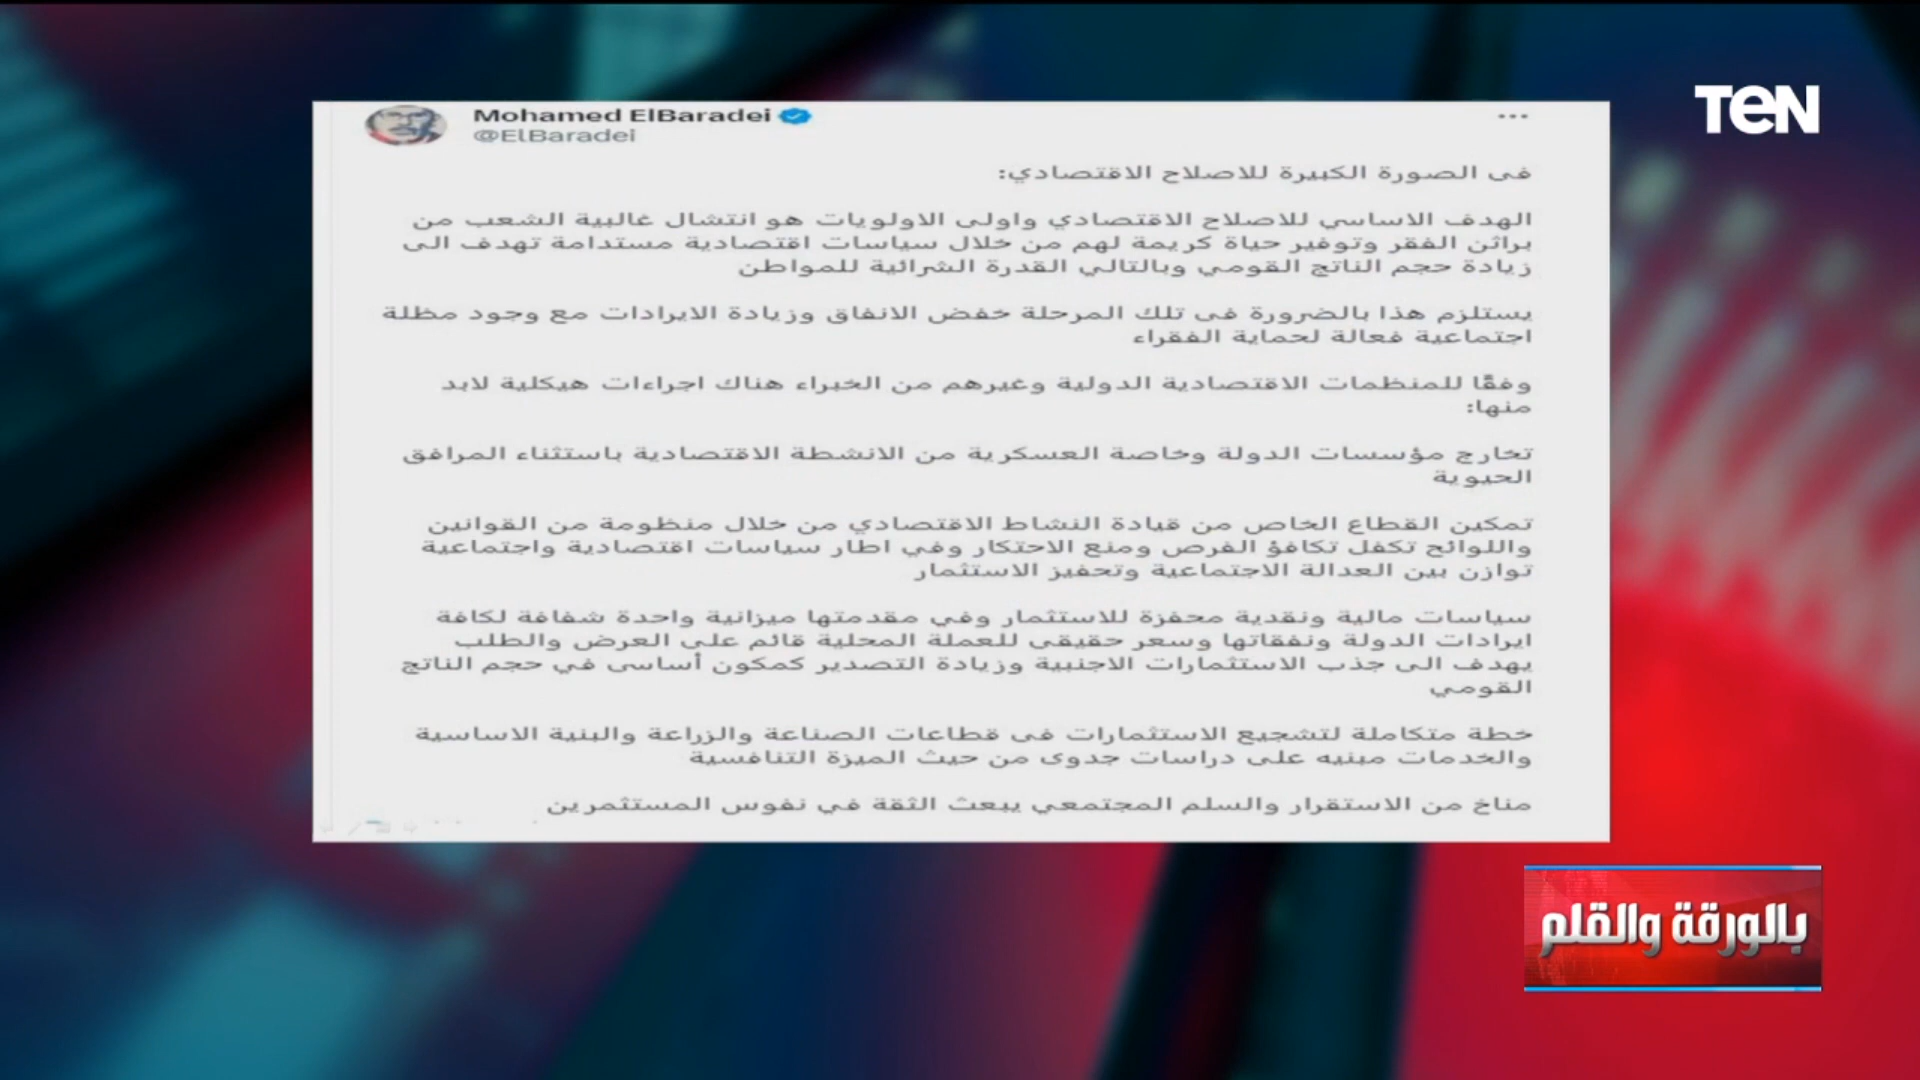 TeN
Mohamed ElBaradei
@ElBaradei
فى الصورة الكبيرة للاصلاح الاقتصادي:
الهدف الاساسي للاصلاح الاقتصادي واولى الاولويات هو انتشال غالبية الشعب من
براثن الفقر وتوفير حياة كريمة لهم من خلال سياسات اقتصادية مستدامة تهدف الى
زيادة حجم الناتج القومي وبالتالي القدرة الشرائية للمواطن
يستلزم هذا بالضرورة فى تلك المرحلة خفض الانفاق وزيادة الايرادات مع وجود مظلة
اجتماعية فعالة لحماية الفقراء
وفقًا للمنظمات الاقتصادية الدولية وغيرهم من الخبراء هناك اجراءات هيكلية لابد
منها:
تخارج مؤسسات الدولة وخاصة العسكرية من الانشطة الاقتصادية باستثناء المرافق
الحيوية
تمكين القطاع الخاص من قيادة النشاط الاقتصادي من خلال منظومة من القوانين
واللوائح تكفل تكافؤ الفرص ومنع الاحتكار وفي اطار سياسات اقتصادية واجتماعية
توازن بين العدالة الاجتماعية وتحفيز الاستثمار
سياسات مالية ونقدية محفزة للاستثمار وفي مقدمتها ميزانية واحدة شفافة لكافة
ايرادات الدولة ونفقاتها وسعر حقيقى للعملة المحلية قائم على العرض والطلب
يهدف الى جذب الاستثمارات الاجنبية وزيادة التصدير كمكون أساسى في حجم الناتج
القومي
خطة متكاملة لتشجيع الاستثمارات فى قطاعات الصناعة والزراعة والبنية الاساسية
والخدمات مبنيه على دراسات جدوى من حيث الميزة التنافسية
مناخ من الاستقرار والسلم المجتمعي يبعث الثقة في نفوس المستثمرين
بالورقة والقلم